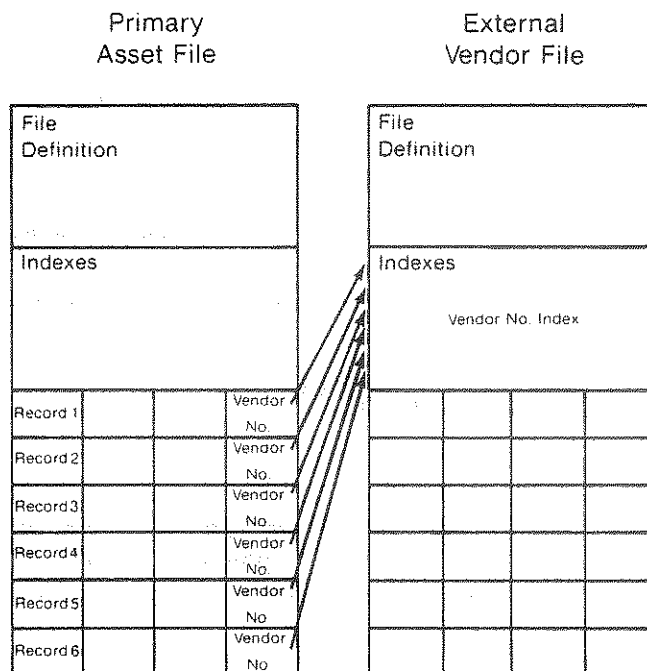 Primary
Asset File
External
Vendor File
File
Definition
File
Definition
Indexes
Indexes
Vendor No. Index
Record 1
Vendor
No.
Record 2
Vendor
No.
Record 3
Vendor
No.
Record 4
Vendor
No.
Record 5
Vendor
No
Record 6
Vendor
No